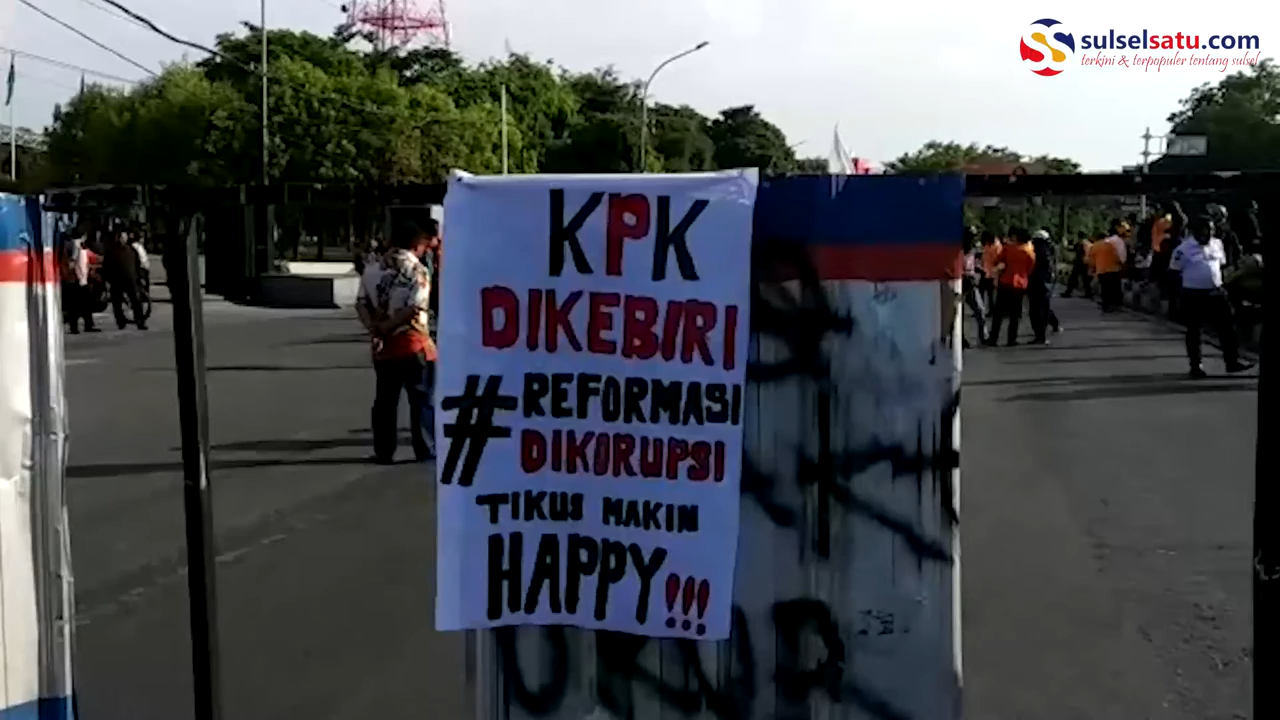 sulselsatu.com
terkini & terpopuler tentang sulsel
KPK
DIKEBIRI
#REFORMASI
DIKORUPSI
TIKUS MAKIN
HAPPY!!!